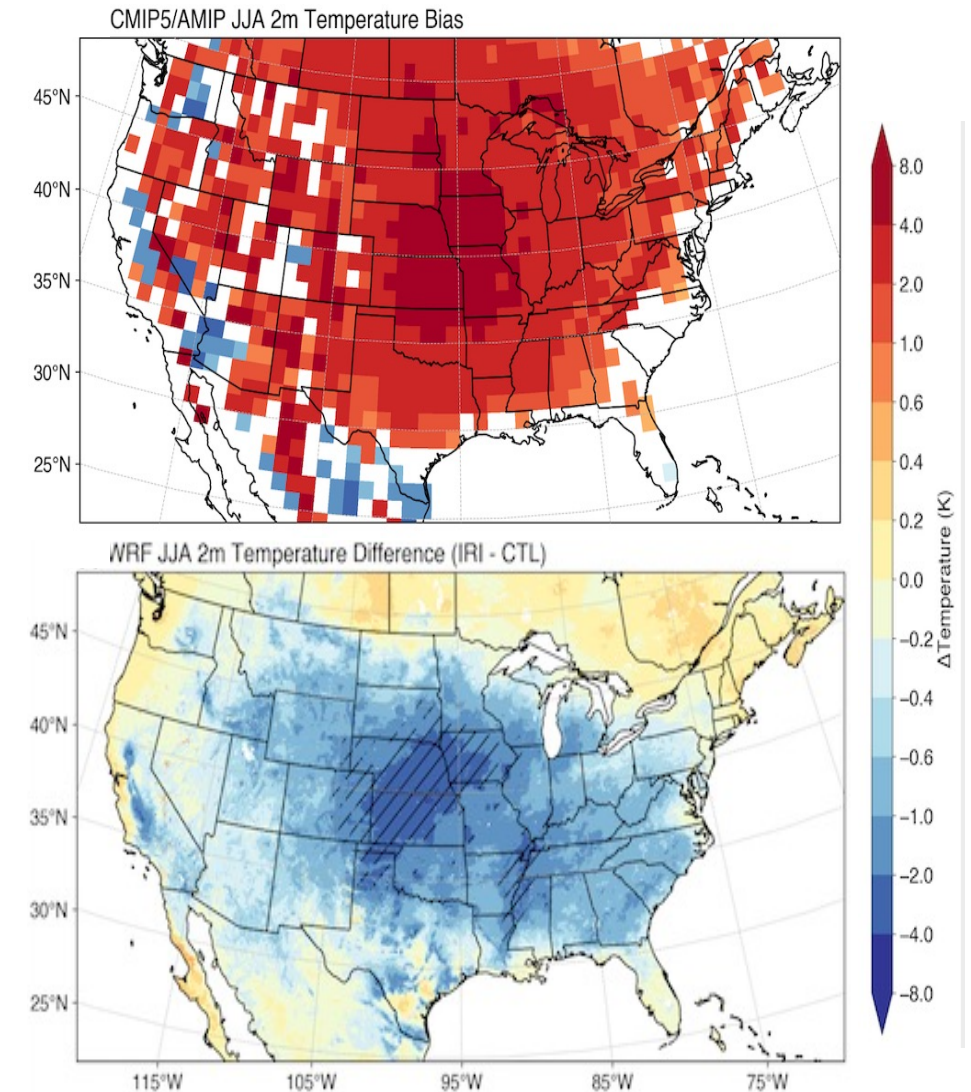 CMIP5/AMIP JJA 2m Temperature Bias
45°N
40°N
35°N
30°N
25°N
WRF JJA 2m Temperature Difference (IRI - CTL)
45°N
40°N
35°N
30°N
25°N
115°W
105°W
95°W
85°W
75°W
8.0
4.0
2.0
1.0
0.6
0.4
0.2
0.0
−0.2
−0.4
−0.6
−1.0
−2.0
−4.0
−8.0
ΔTemperature (K)